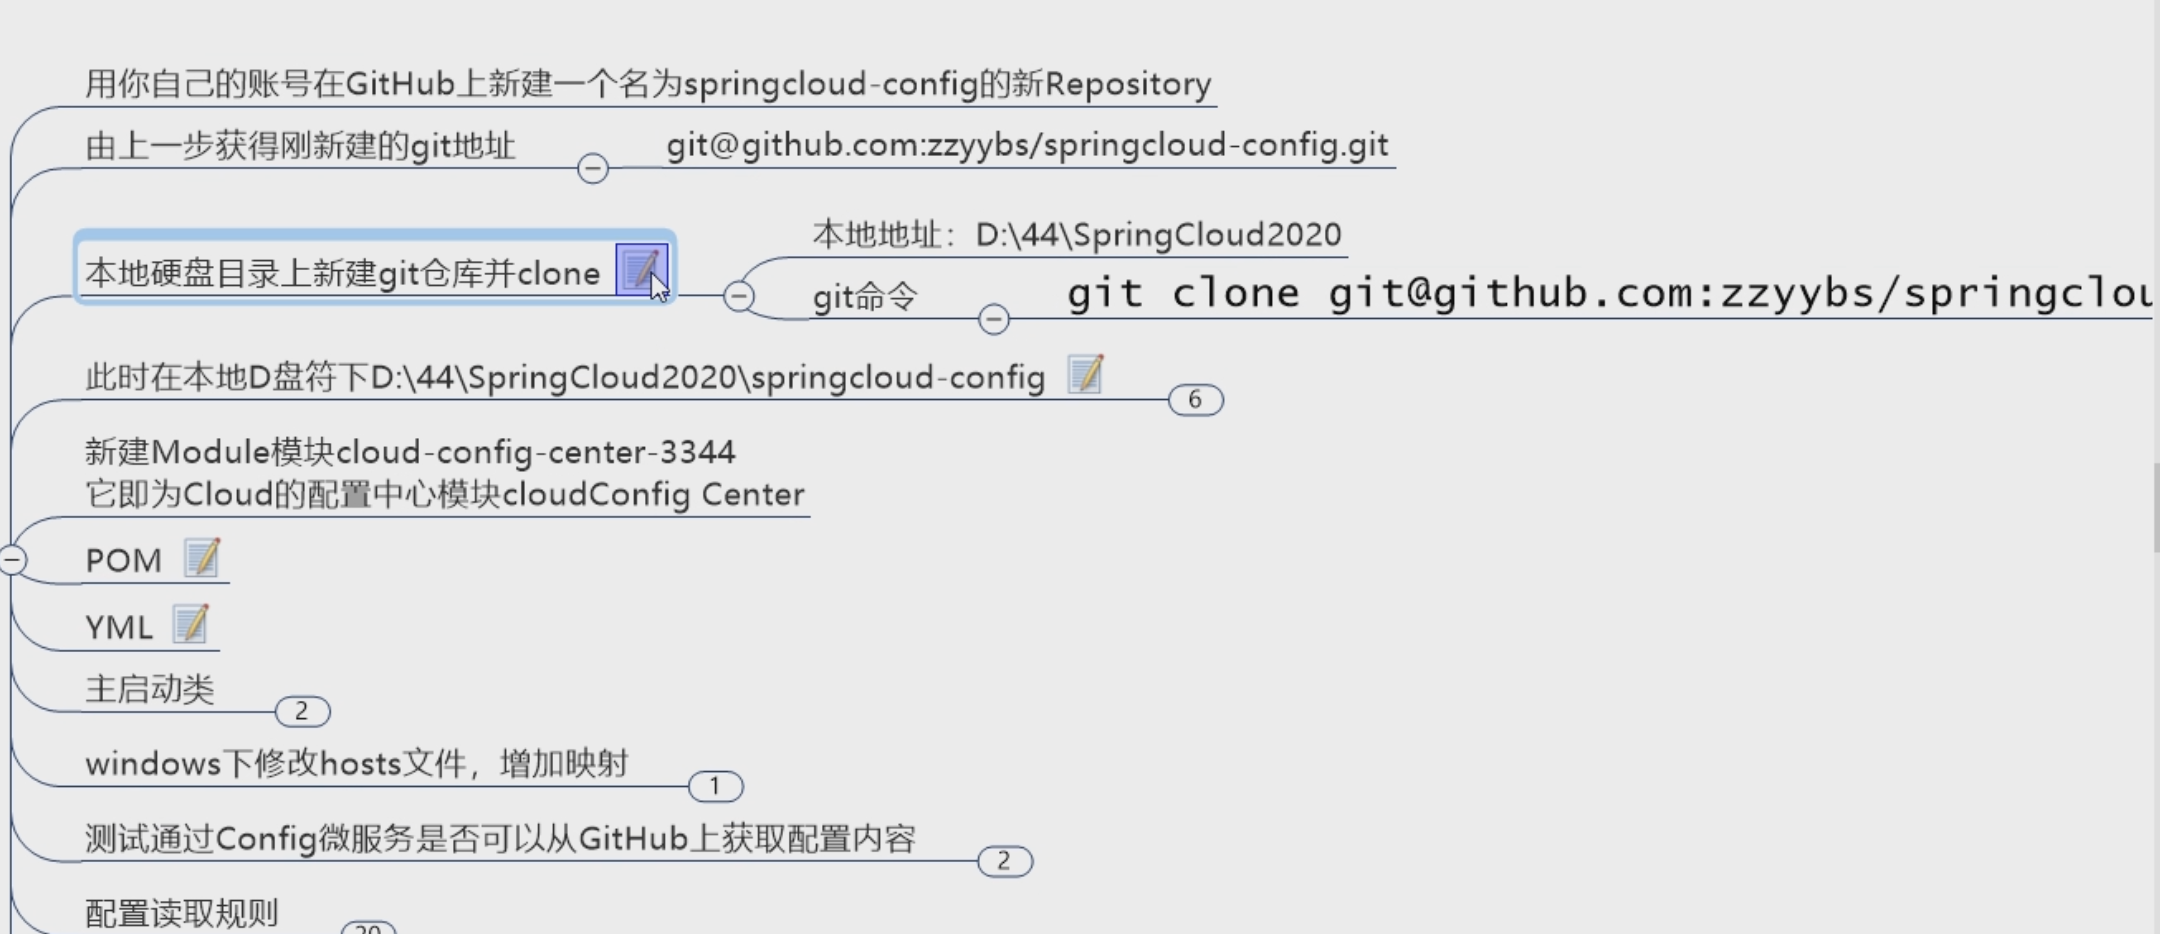 用你自己的账号在GitHub上新建一个名为springcloud-config的新Repository
由上一步获得刚新建的git地址
git@github.com:zzyybs/springcloud-config.git
本地硬盘目录上新建git仓库并clone
本地地址：D:\44\SpringCloud2020
git命令
git clone git@github.com:zzyybs/springclou
此时在本地D盘符下D:\44\SpringCloud2020\springcloud-config
6
新建Module模块cloud-config-center-3344
它即为Cloud的配置中心模块cloudConfig Center
POM
YML
主启动类
2
windows下修改hosts文件，增加映射
1
测试通过Config微服务是否可以从GitHub上获取配置内容
2
配置读取规则
20